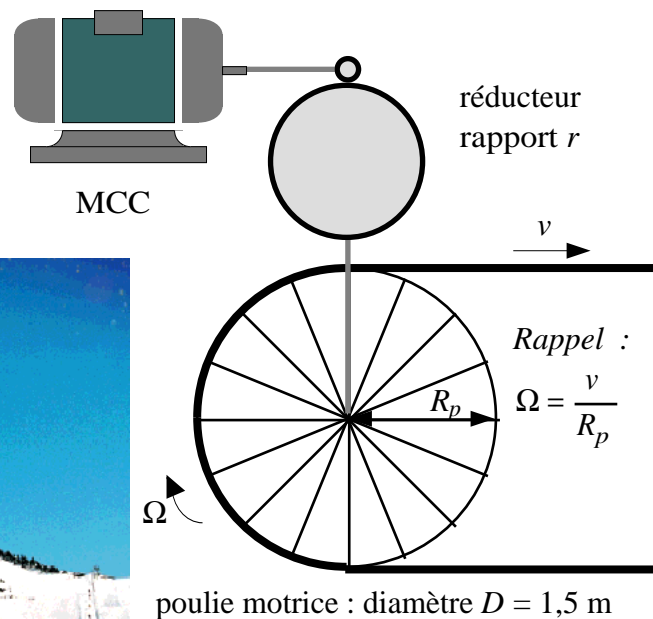 MCC
réducteur
rapport r
v
Rappel :
Ω = v / R_p
R_p
Ω
poulie motrice : diamètre D = 1,5 m